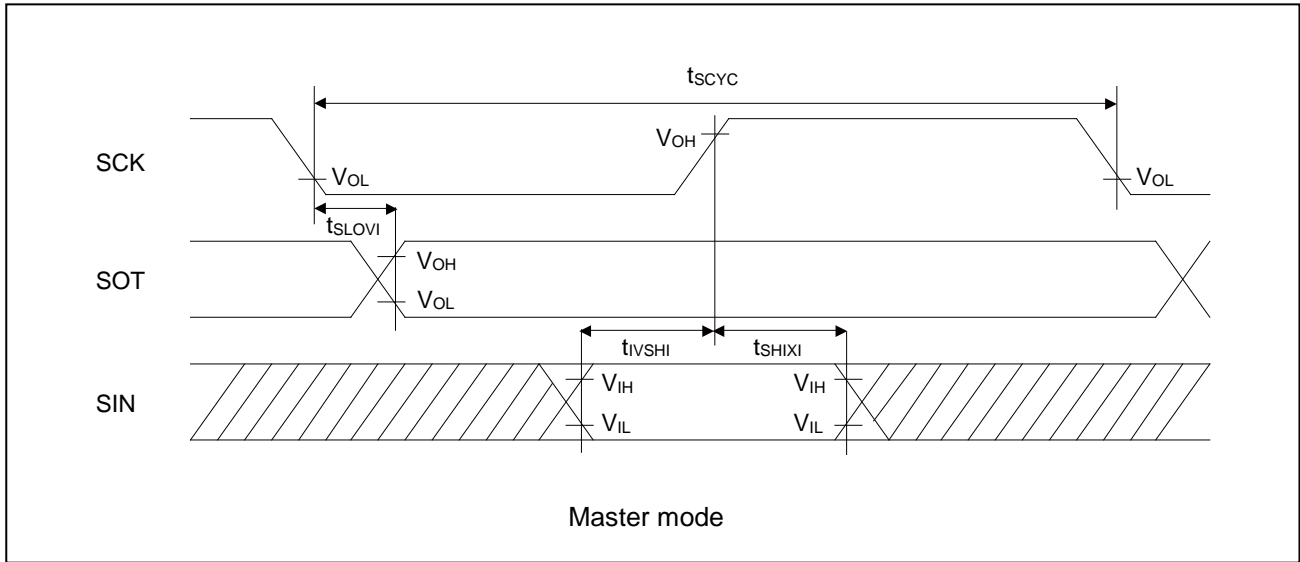 tSCYC
SCK
VOH
VOL
VOL
tSLOVI
SOT
VOH
VOL
tIVSHI
tSHIXI
SIN
VIH
VIH
VIL
VIL
Master mode